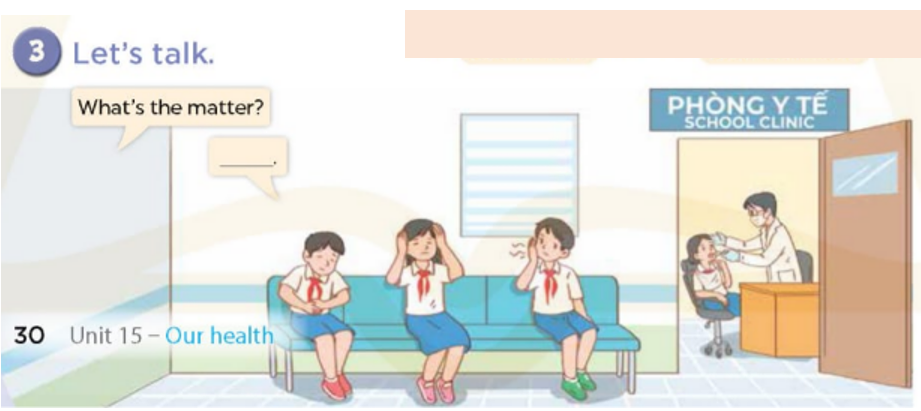 3 Let's talk.
What's the matter?
______.
PHÒNG Y TẾ
SCHOOL CLINIC
30 Unit 15 – Our health